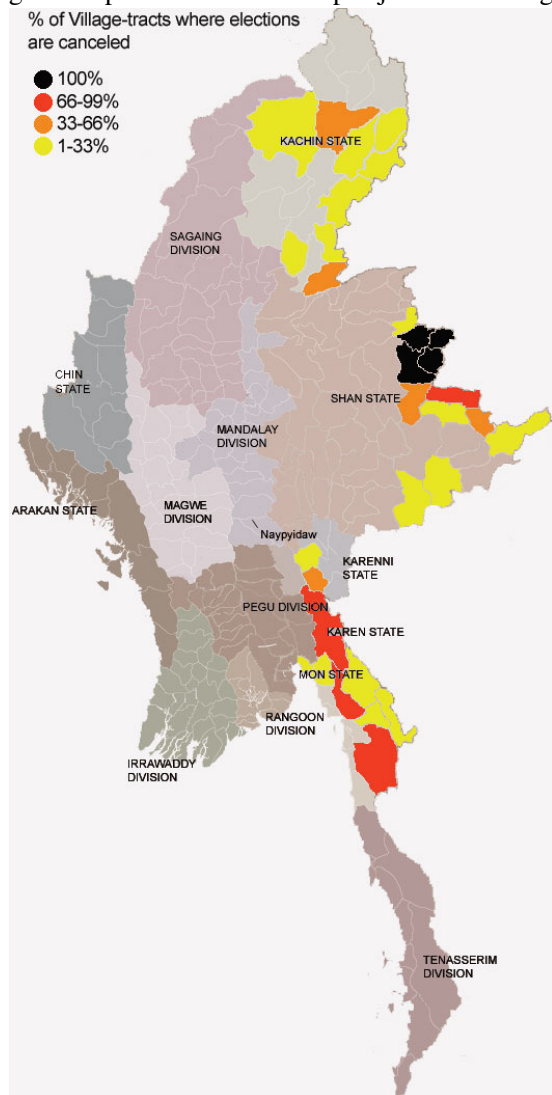 % of Village-tracts where elections
are canceled
100%
66-99%
33-66%
1-33%
KACHIN STATE
SAGAING
DIVISION
CHIN
STATE
SHAN STATE
MANDALAY
DIVISION
ARAKAN STATE
MAGWE
DIVISION
Naypyidaw
KARENNI
STATE
PEGU DIVISION
KAREN STATE
MON STATE
RANGOON
DIVISION
IRRAWADDY
DIVISION
TENASSERIM
DIVISION